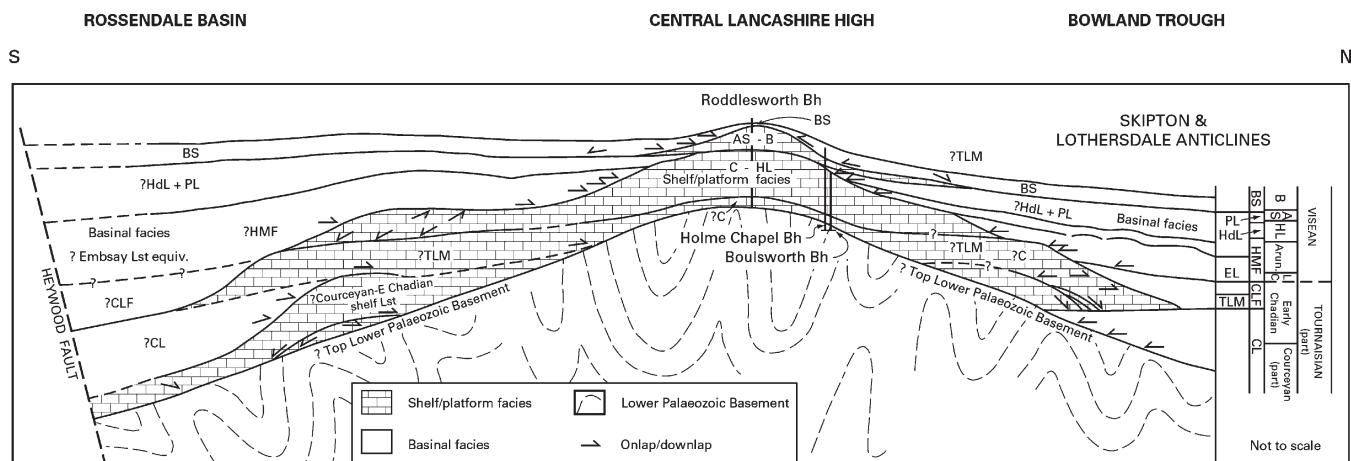 ROSSENDALE BASIN
CENTRAL LANCASHIRE HIGH
BOWLAND TROUGH
S
N
Roddlesworth Bh
BS
SKIPTON &
LOTHERSDALE ANTICLINES
AS - B
?TLM
BS
C - HL
Shelf/platform facies
BS
?HdL + PL
?HdL + PL
Basinal facies
?C
Basinal facies
?HMF
Holme Chapel Bh
Boulsworth Bh
? Embsay Lst equiv.
?
?
?TLM
?
?TLM
?C
?
?CLF
?Courceyan-E Chadian
shelf Lst
? Top Lower Palaeozoic Basement
? Top Lower Palaeozoic Basement
?CL
HEYWOOD FAULT
PL
HdL
EL
TLM
BS
HMF
CLF
CL
B
A
S
HL
Arun.
C
L
Early
Chadian
Courceyan
(part)
VISEAN
TOURNAISIAN
(part)
Shelf/platform facies
Lower Palaeozoic Basement
Basinal facies
Onlap/downlap
Not to scale